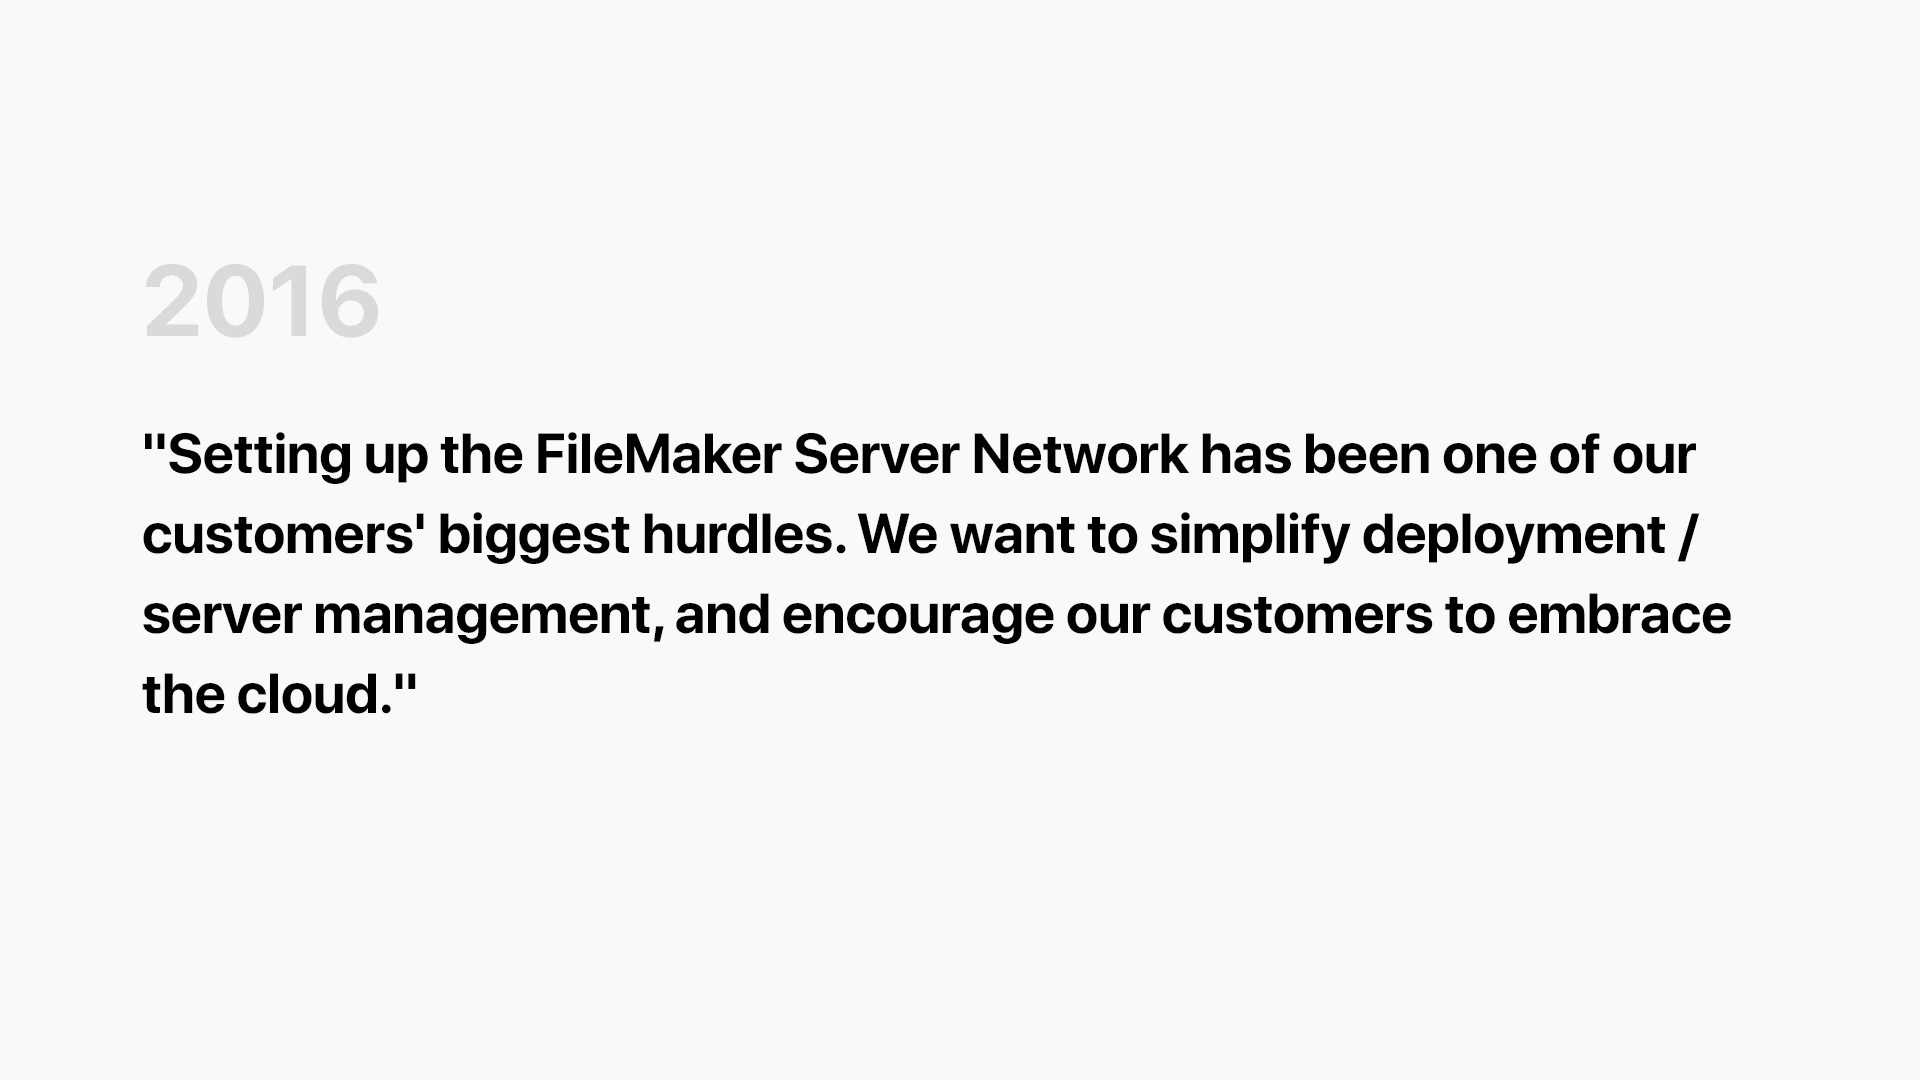 2016
"Setting up the FileMaker Server Network has been one of our
customers' biggest hurdles. We want to simplify deployment /
server management, and encourage our customers to embrace
the cloud."